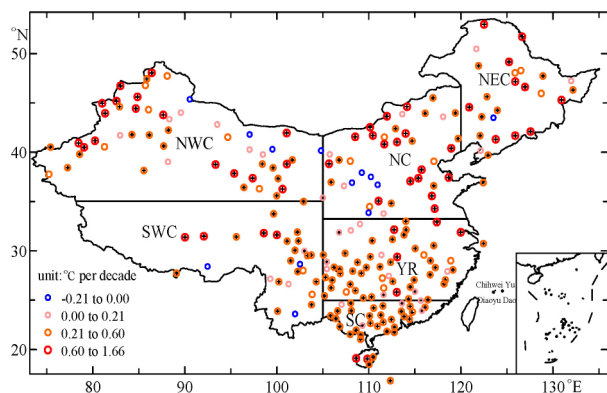 °N
50
40
30
20
NEC
NWC
NC
SWC
YR
SC
unit:°C per decade
-0.21 to 0.00
0.00 to 0.21
0.21 to 0.60
0.60 to 1.66
Chihwei Yu
Diaoyu Dao
80
90
100
110
120
130 °E